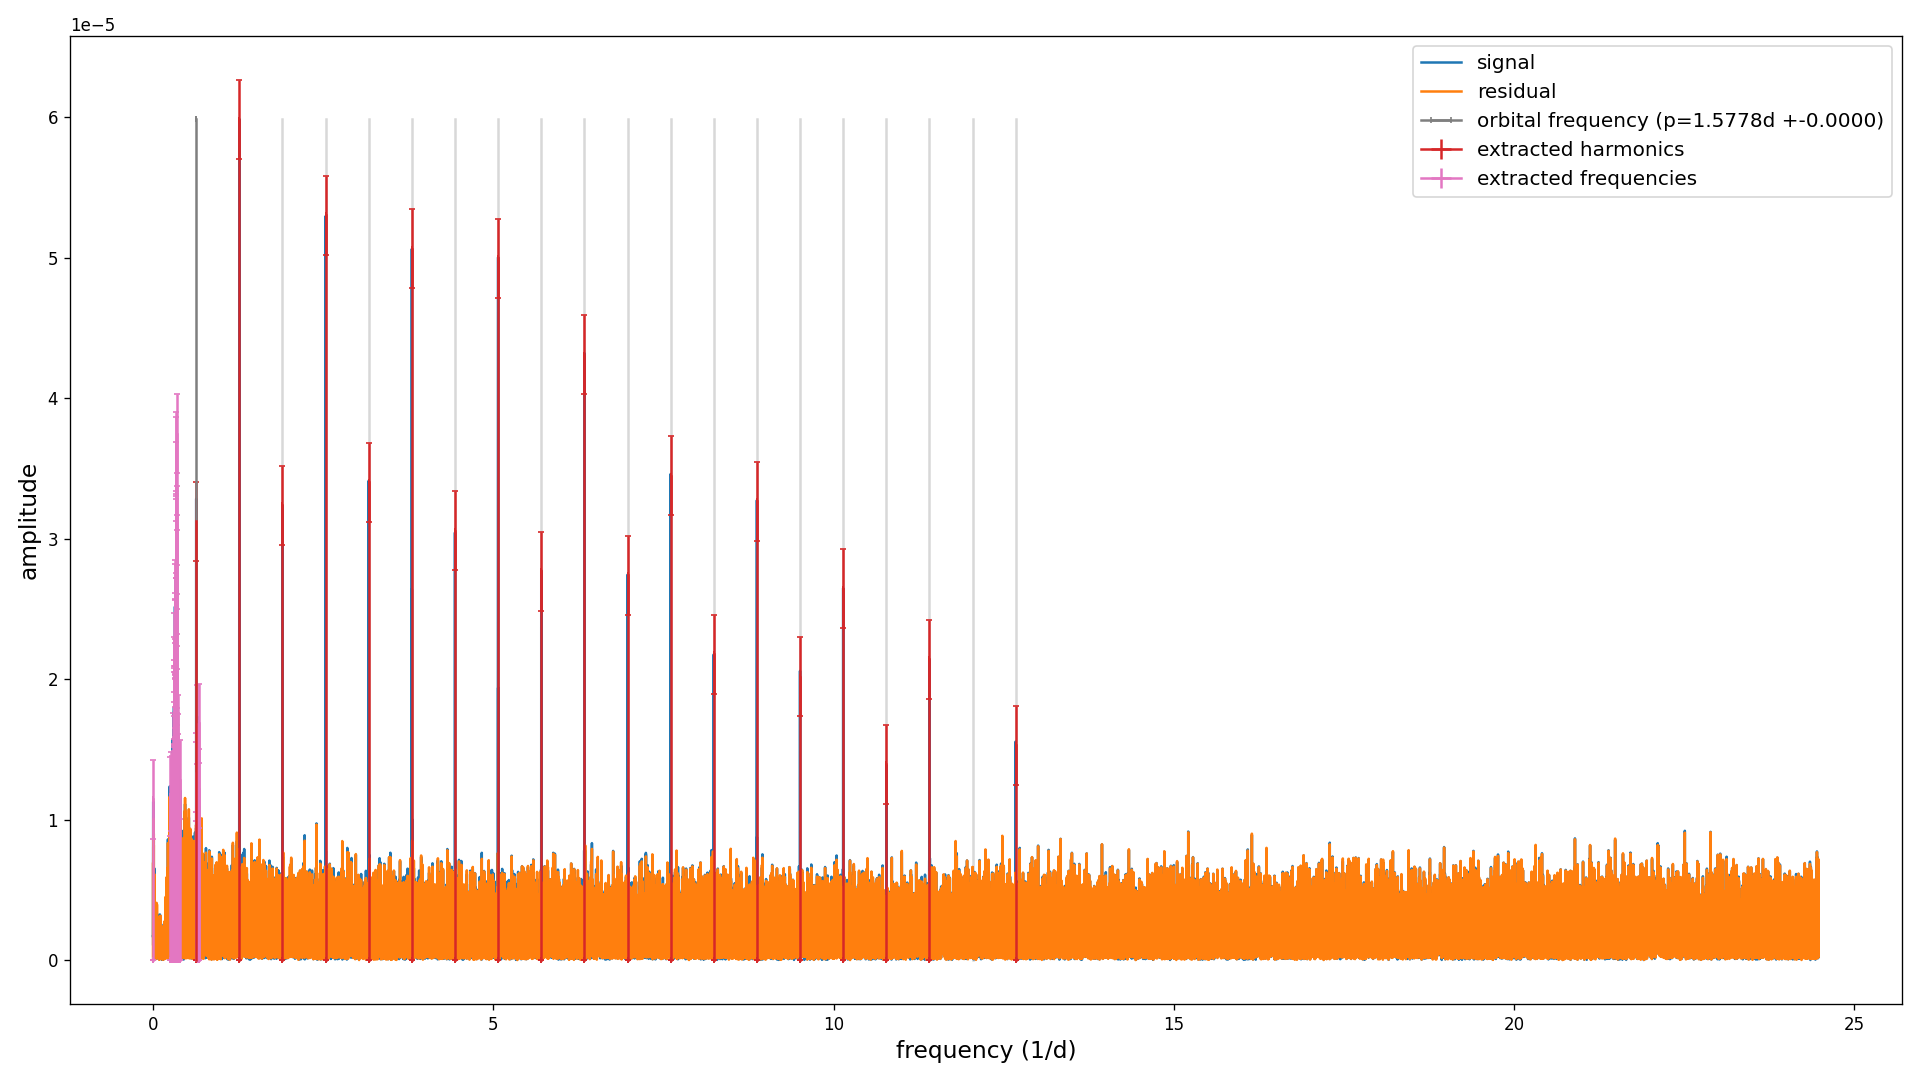 1e−5
signal
residual
orbital frequency (p=1.5778d +-0.0000)
extracted harmonics
extracted frequencies
6
5
4
3
2
1
0
amplitude
0 5 10 15 20 25
frequency (1/d)